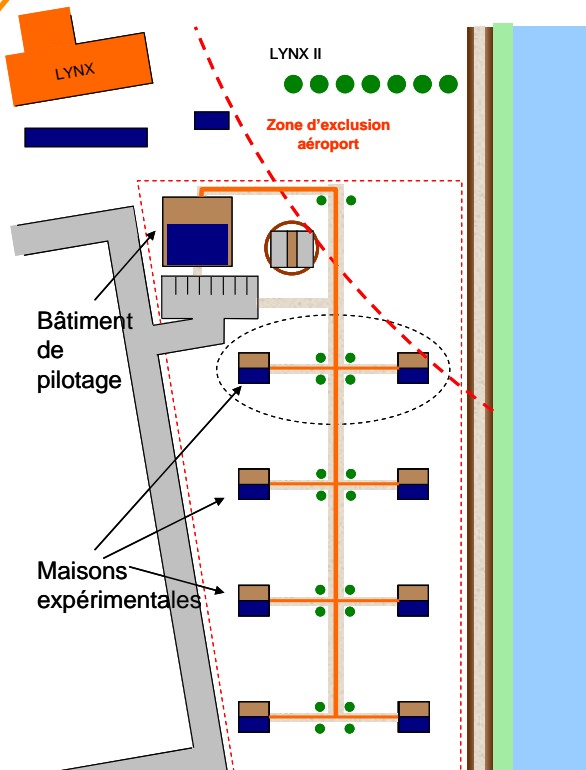 LYNX
LYNX II
Zone d'exclusion
aéroport
Bâtiment
de
pilotage
Maisons
expérimentales